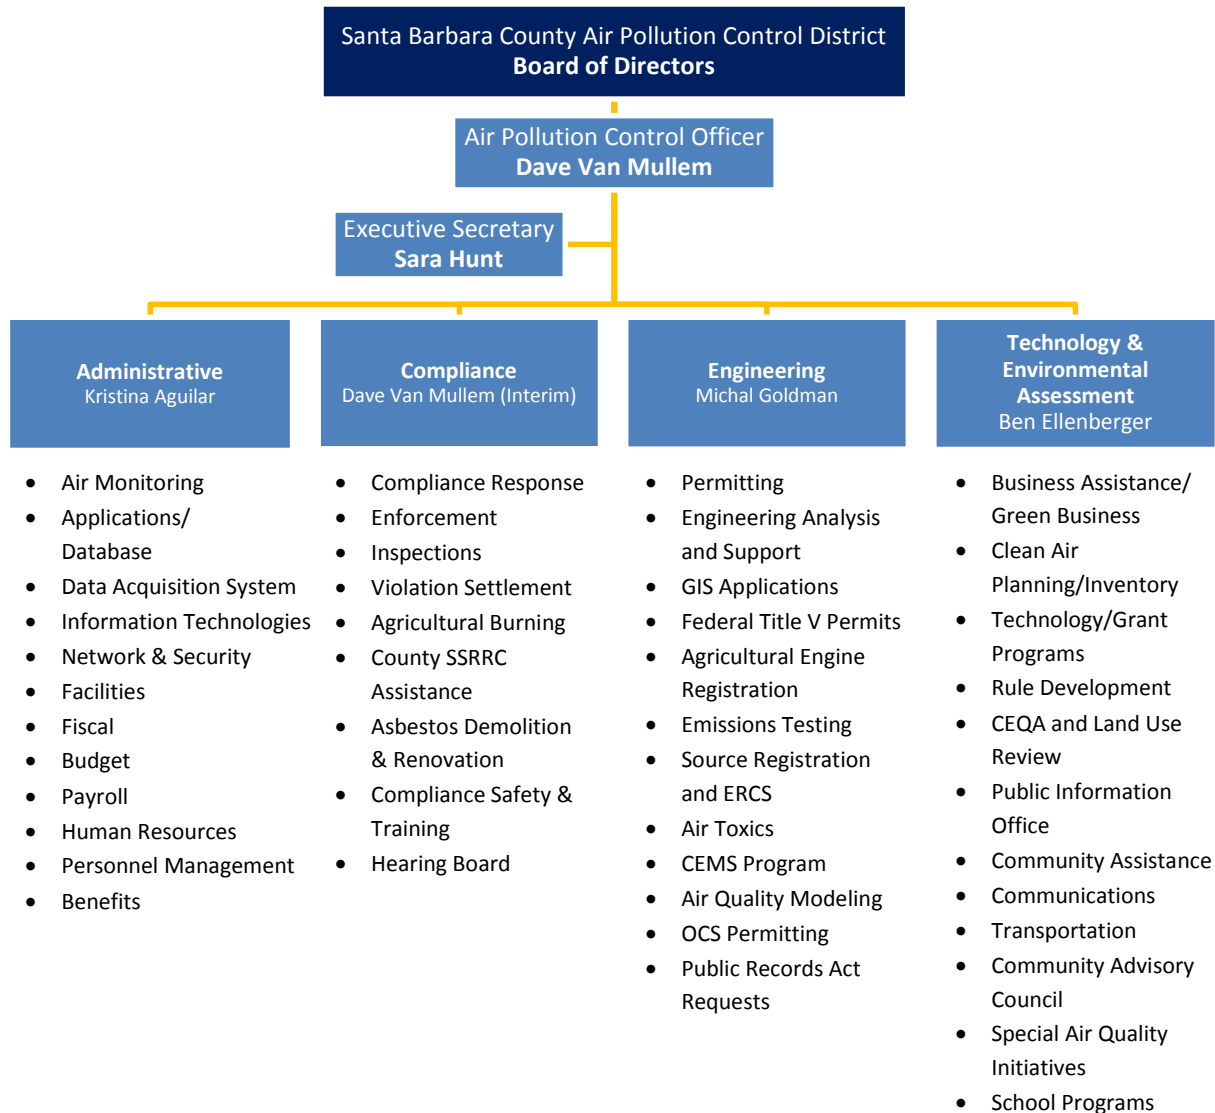 Santa Barbara County Air Pollution Control District
Board of Directors
Air Pollution Control Officer
Dave Van Mullem
Executive Secretary
Sara Hunt
Administrative
Kristina Aguilar
• Air Monitoring
• Applications/
Database
• Data Acquisition System
• Information Technologies
• Network & Security
• Facilities
• Fiscal
• Budget
• Payroll
• Human Resources
• Personnel Management
• Benefits
Compliance
Dave Van Mullem (Interim)
• Compliance Response
• Enforcement
• Inspections
• Violation Settlement
• Agricultural Burning
• County SSRRC
Assistance
• Asbestos Demolition
& Renovation
• Compliance Safety &
Training
• Hearing Board
Engineering
Michal Goldman
• Permitting
• Engineering Analysis
and Support
• GIS Applications
• Federal Title V Permits
• Agricultural Engine
Registration
• Emissions Testing
• Source Registration
and ERCS
• Air Toxics
• CEMS Program
• Air Quality Modeling
• OCS Permitting
• Public Records Act
Requests
Technology &
Environmental
Assessment
Ben Ellenberger
• Business Assistance/
Green Business
• Clean Air
Planning/Inventory
• Technology/Grant
Programs
• Rule Development
• CEQA and Land Use
Review
• Public Information
Office
• Community Assistance
• Communications
• Transportation
• Community Advisory
Council
• Special Air Quality
Initiatives
• School Programs